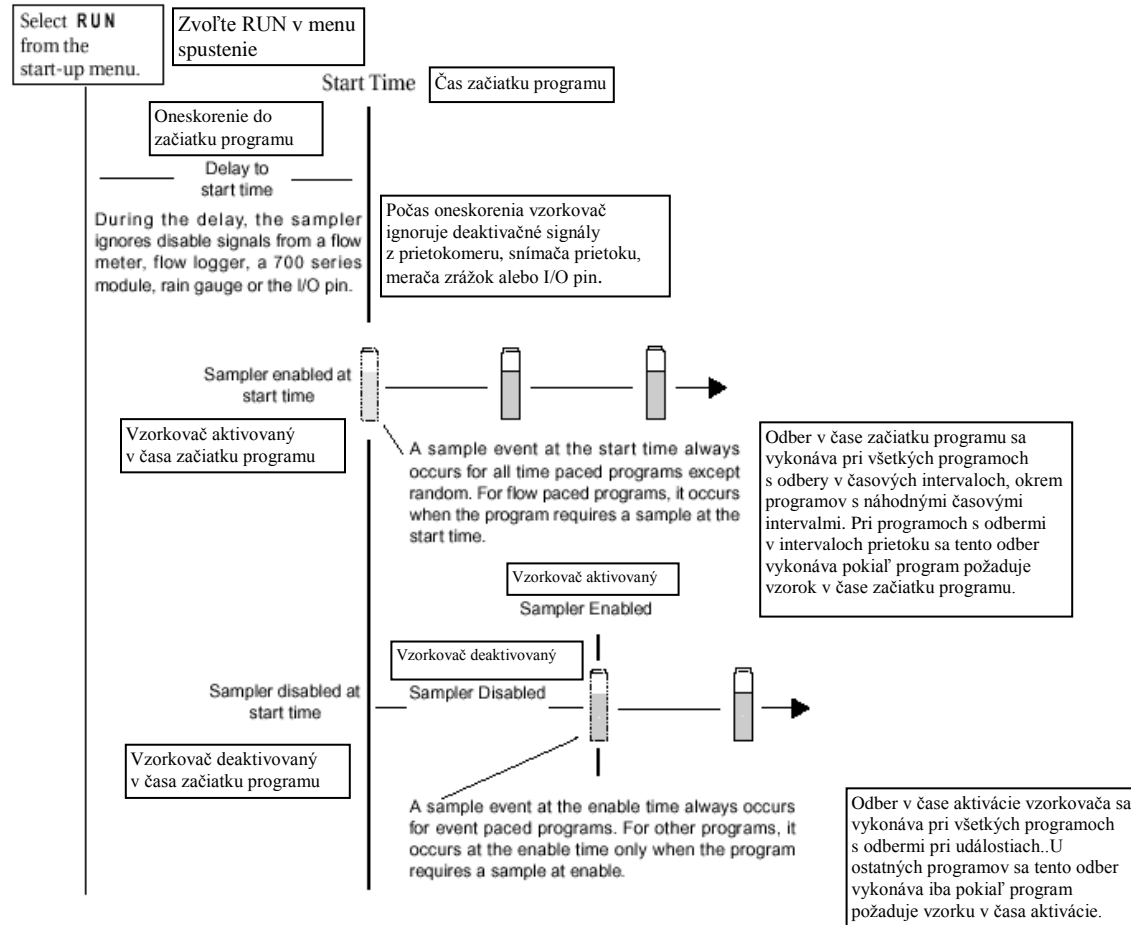 Select RUN
from the
start-up menu.
Zvoľte RUN v menu
spustenie
Start Time
Čas začiatku programu
Oneskorenie do
začiatku programu
Delay to
start time
During the delay, the sampler
ignores disable signals from a flow
meter, flow logger, a 700 series
module, rain gauge or the I/O pin.
Počas oneskorenia vzorkovač
ignoruje deaktivačné signály
z prietokomeru, snímača prietoku,
merača zrážok alebo I/O pin.
Sampler enabled at
start time
Vzorkovač aktivovaný
v časa začiatku programu
A sample event at the start time always
occurs for all time paced programs except
random. For flow paced programs, it occurs
when the program requires a sample at the
start time.
Odber v čase začiatku programu sa
vykonáva pri všetkých programoch
s odbery v časových intervaloch, okrem
programov s náhodnými časovými
intervalmi. Pri programoch s odbermi
v intervaloch prietoku sa tento odber
vykonáva pokiaľ program požaduje
vzorok v čase začiatku programu.
Vzorkovač aktivovaný
Sampler Enabled
Vzorkovač deaktivovaný
Sampler Disabled
Sampler disabled at
start time
Vzorkovač deaktivovaný
v časa začiatku programu
A sample event at the enable time always occurs
for event paced programs. For other programs, it
occurs at the enable time only when the program
requires a sample at enable.
Odber v čase aktivácie vzorkovača sa
vykonáva pri všetkých programoch
s odbermi pri událostiach..U
ostatných programov sa tento odber
vykonáva iba pokiaľ program
požaduje vzorku v časa aktivácie.